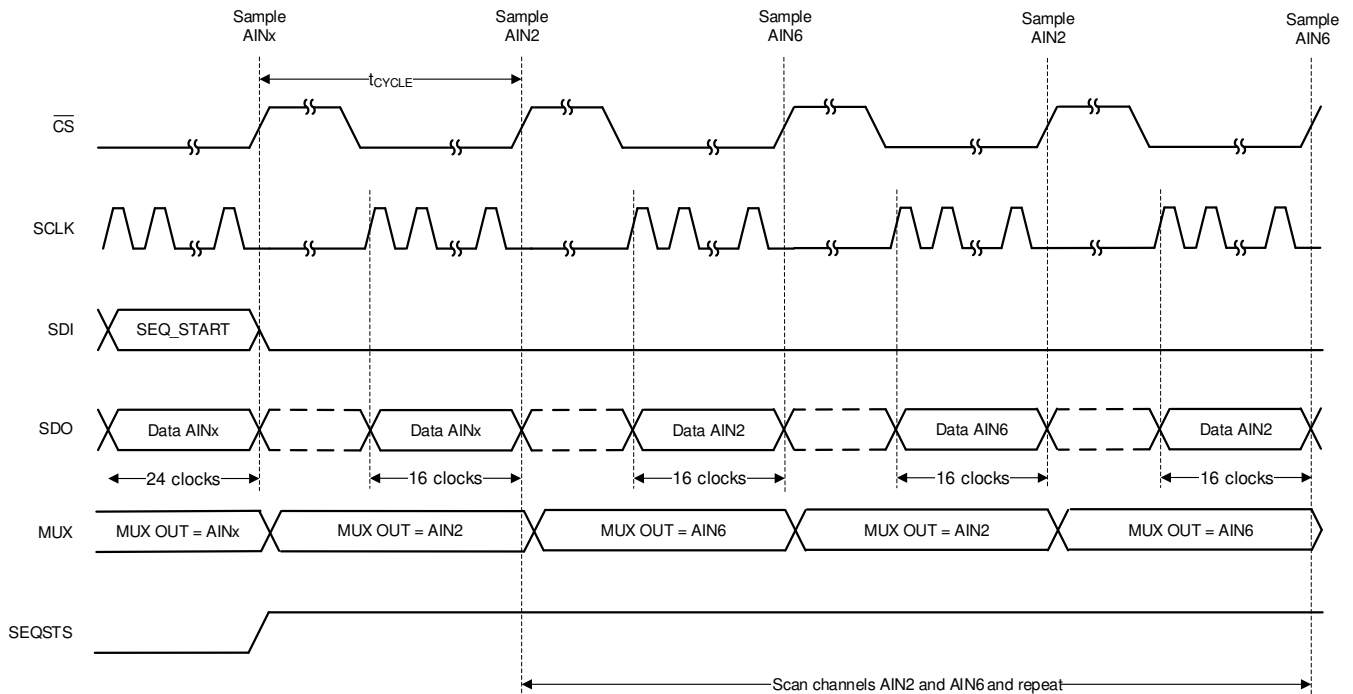 Sample AINx
Sample AIN2
Sample AIN6
Sample AIN2
Sample AIN6
tCYCLE
CS
SCLK
SDI
SEQ_START
SDO
Data AINx
Data AINx
Data AIN2
Data AIN6
Data AIN2
24 clocks
16 clocks
16 clocks
16 clocks
16 clocks
MUX
MUX OUT = AINx
MUX OUT = AIN2
MUX OUT = AIN6
MUX OUT = AIN2
MUX OUT = AIN6
SEQSTS
Scan channels AIN2 and AIN6 and repeat